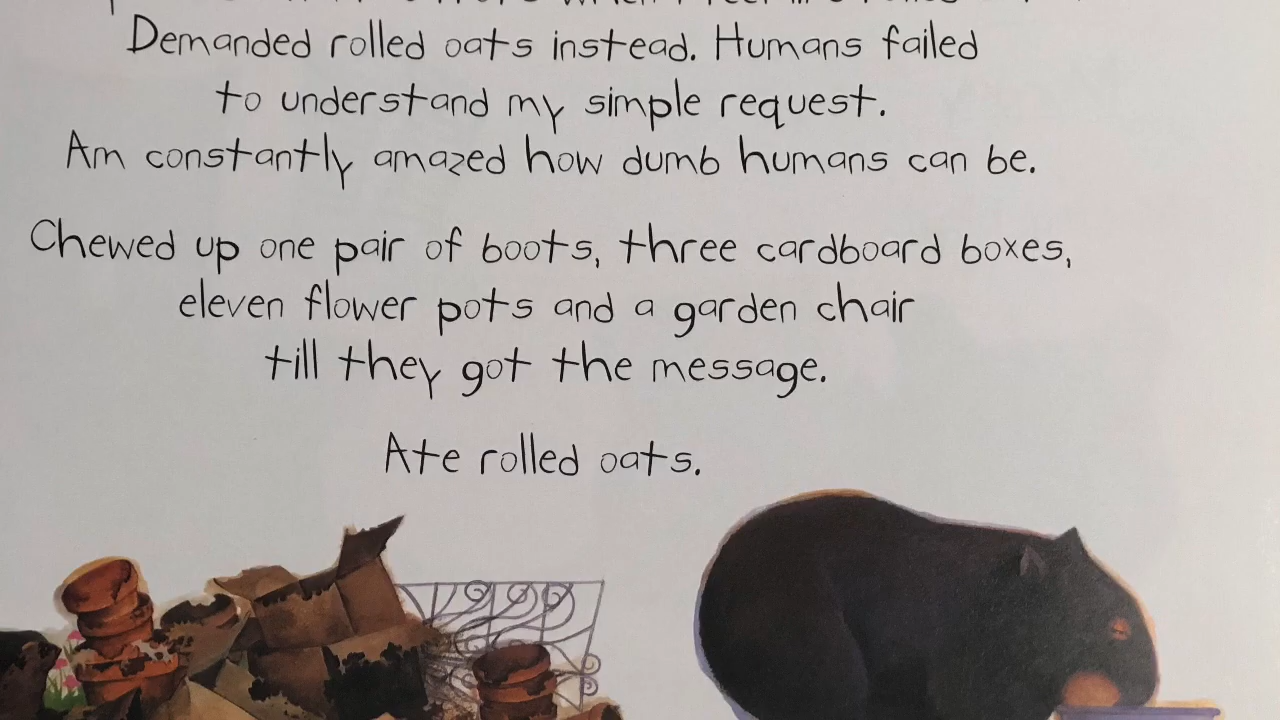 Demanded rolled oats instead. Humans failed
to understand my simple request.
Am constantly amazed how dumb humans can be.
Chewed up one pair of boots, three cardboard boxes,
eleven flower pots and a garden chair
till they got the message.
Ate rolled oats.